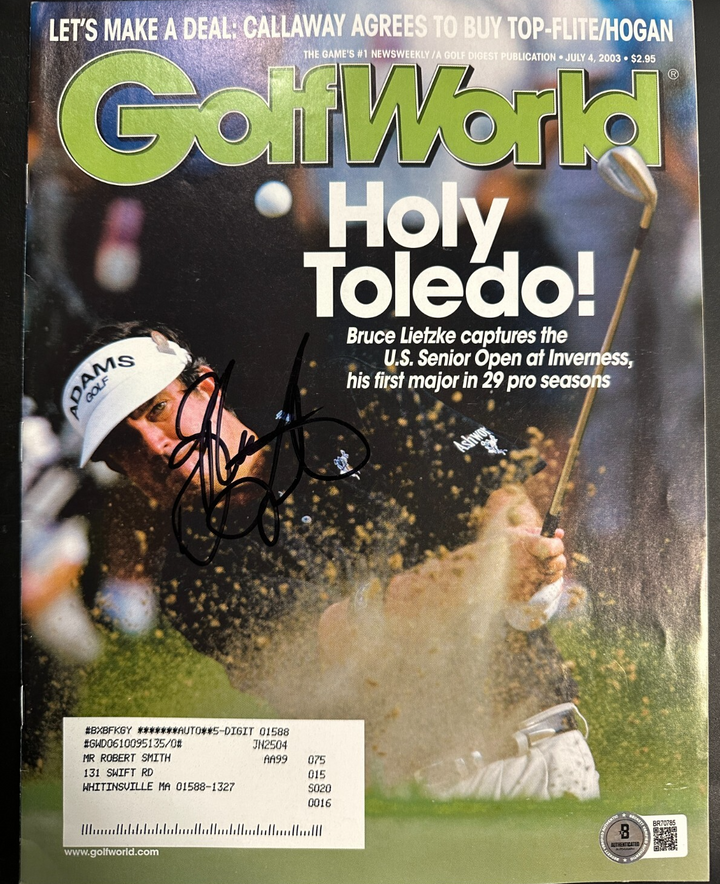 LET'S MAKE A DEAL: CALLAWAY AGREES TO BUY TOP-FLITE/HOGAN
THE GAME'S #1 NEWSWEEKLY/A GOLF DIGEST PUBLICATION • JULY 4, 2003 • $2.95
GolfWorld®
Holy
Toledo!
Bruce Lietzke captures the
U.S. Senior Open at Inverness,
his first major in 29 pro seasons
ADAMS
GOLF
#BXBFKGY *******AUTO**5-DIGIT 01588
#GWD0610095135/0# JN2504
MR ROBERT SMITH AA99 075
131 SWIFT RD 015
WHITINSVILLE MA 01588-1327 S020
0016
www.golfworld.com
B
AUTHENTICATED
BR70785